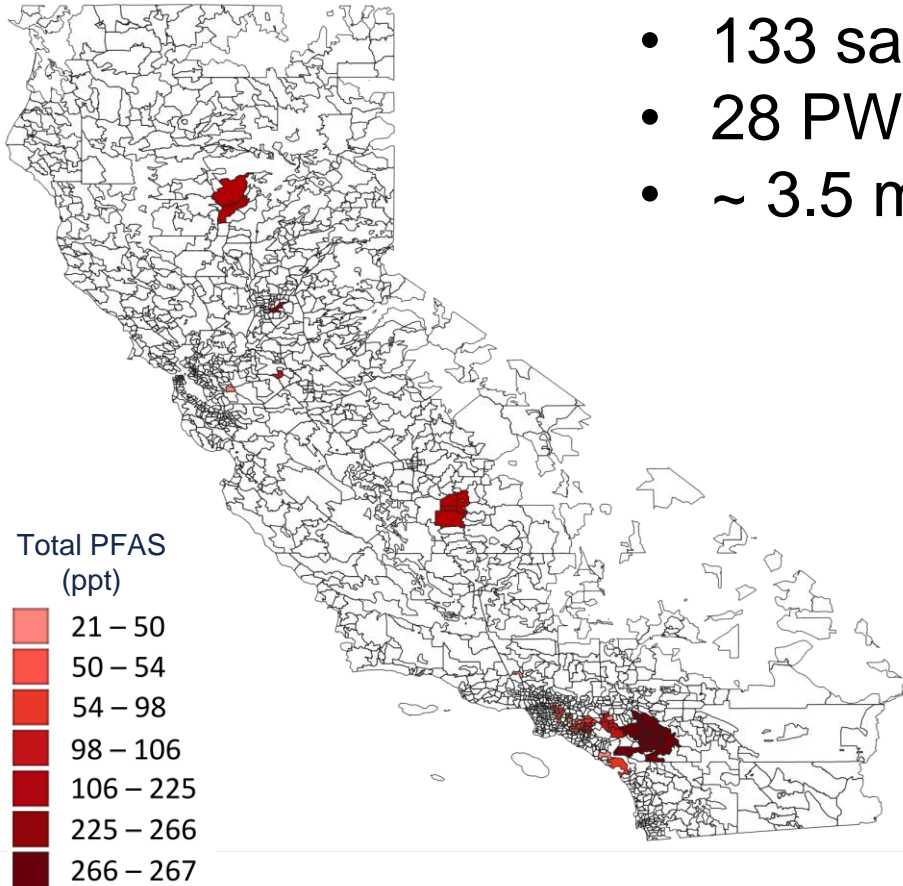 • 133 sa
• 28 PW
• ~ 3.5 m
Total PFAS
(ppt)
21 – 50
50 – 54
54 – 98
98 – 106
106 – 225
225 – 266
266 – 267